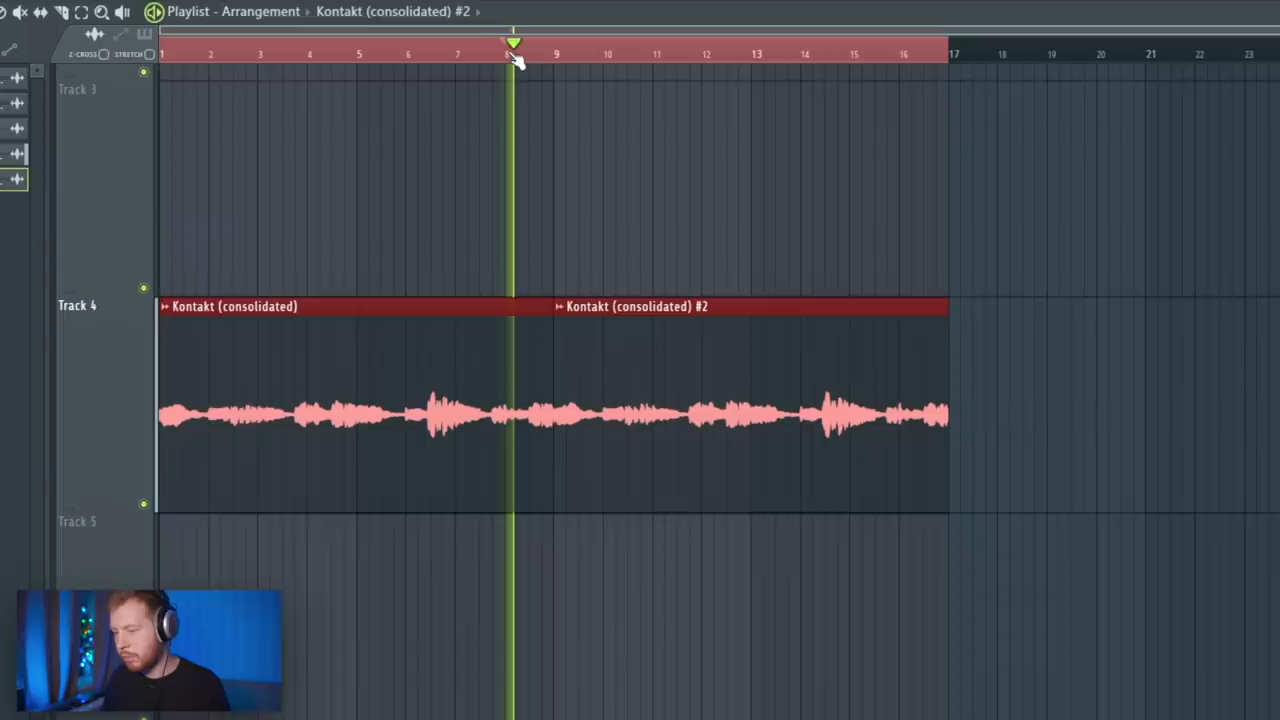 Playlist - Arrangement › Kontakt (consolidated) #2 ›
Z-CROSS STRETCH
1 2 3 4 5 6 7 8 9 10 11 12 13 14 15 16 17 18 19 20 21 22 23
Track 3
Track 4
Kontakt (consolidated)
Kontakt (consolidated) #2
Track 5